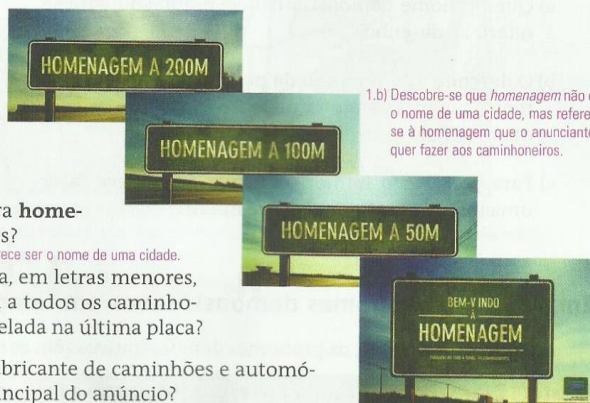 HOMENAGEM A 200M
HOMENAGEM A 100M
HOMENAGEM A 50M
BEM-VINDO
À
HOMENAGEM
1.b) Descobre-se que homenagem não
o nome de uma cidade, mas refere
se à homenagem que o anunciante
quer fazer aos caminhoneiros.
ra home-
s?
rece ser o nome de uma cidade.
a, em letras menores,
a todos os caminho-
elada na última placa?
bricante de caminhões e automó-
ncipal do anúncio?